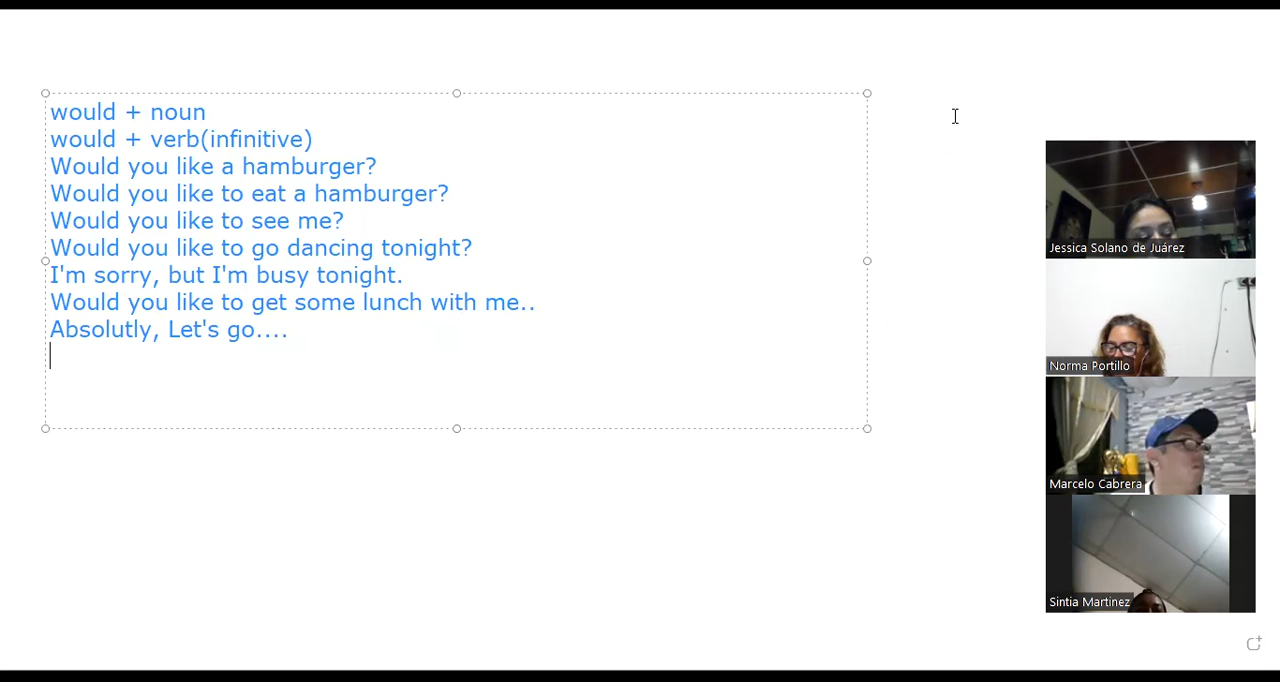 would + noun
would + verb(infinitive)
Would you like a hamburger?
Would you like to eat a hamburger?
Would you like to see me?
Would you like to go dancing tonight?
I'm sorry, but I'm busy tonight.
Would you like to get some lunch with me..
Absolutly, Let's go....
Jessica Solano de Juárez
Norma Portillo
Marcelo Cabrera
Sintia Martinez